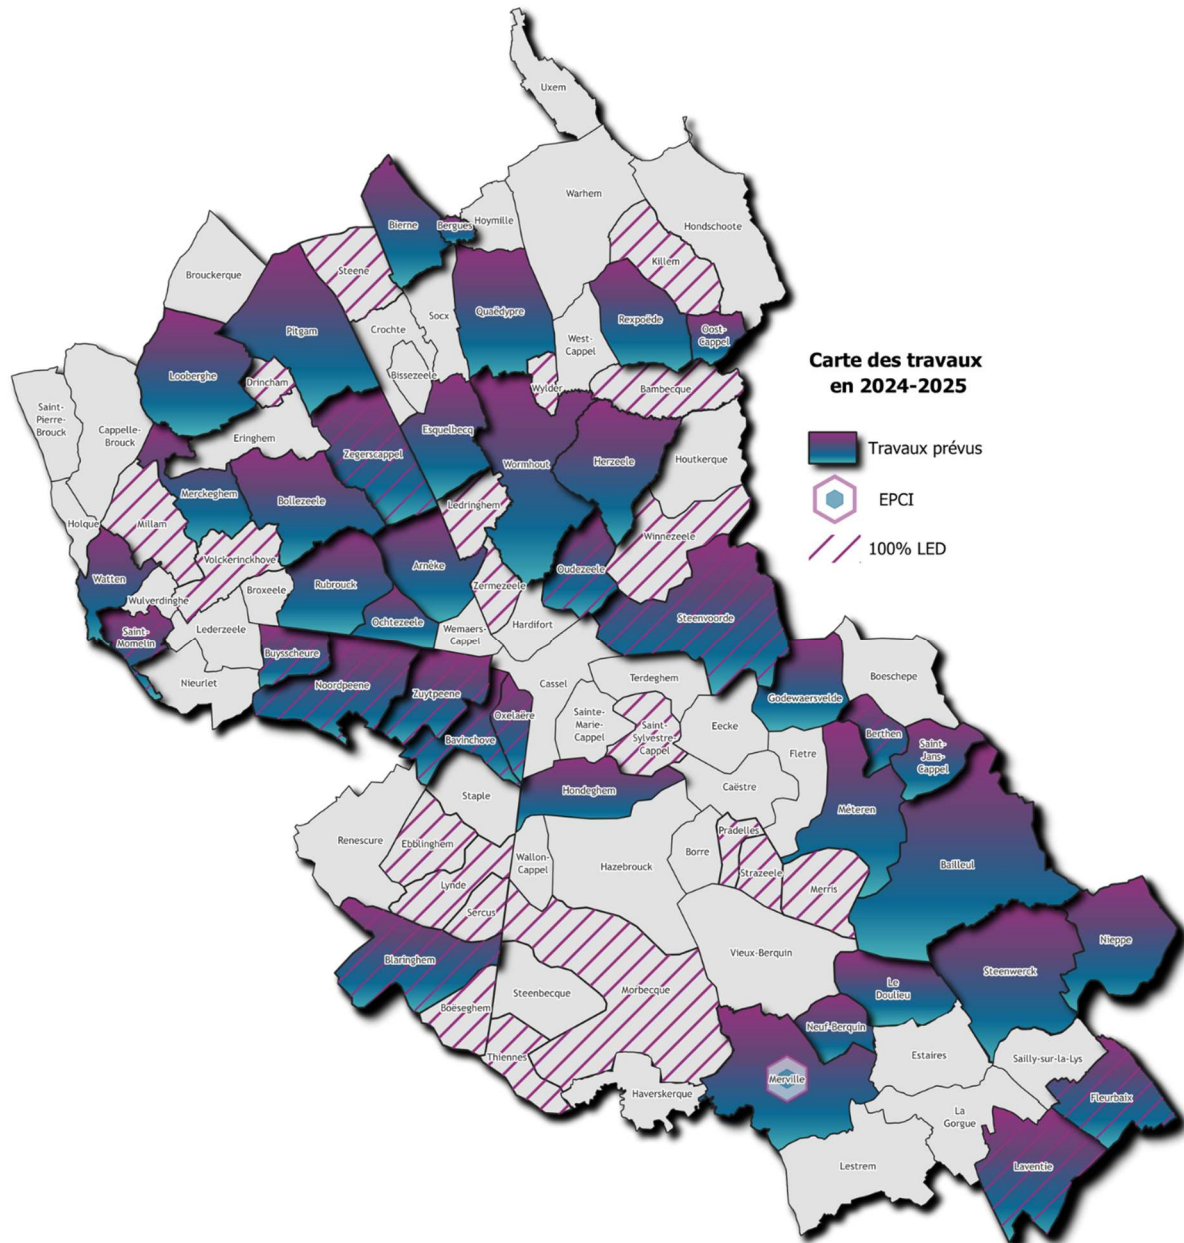 Uxem
Warhem
Hondschoote
Hoymille
Bierne
Bergues
Killem
Steene
Brouckerque
Quaëdypre
Rexpoëde
Oost-
Cappel
Socx
Crochte
Pitgam
West-
Cappel
Looberghe
Drincham
Bissezeele
Wylder
Bambecque
Carte des travaux
en 2024-2025
Saint-
Pierre-
Brouck
Cappelle-
Brouck
Eringhem
Esquelbecq
Zegerscappel
Wormhout
Herzeele
Houtkerque
Travaux prévus
Merckeghem
Bollezeele
Ledringhem
EPCI
Holque
Millam
Winnezeele
100% LED
Volckerinckhove
Arnèke
Oudezeele
Watten
Wulverdinghe
Broxeele
Rubrouck
Zermezeele
Steenvoorde
Ochtezeele
Hardifort
Saint-
Momelin
Lederzeele
Wemaers-
Cappel
Buysscheure
Nieurlet
Noordpeene
Zuytpeene
Cassel
Terdeghem
Boeschepe
Oxelaëre
Godewaersvelde
Sainte-
Marie-
Cappel
Saint-
Sylvestre-
Cappel
Eecke
Bavinchove
Berthen
Saint-
Jans-
Cappel
Fletre
Hondeghem
Caëstre
Staple
Méteren
Renescure
Ebblinghem
Wallon-
Cappel
Hazebrouck
Borre
Pradelles
Strazeele
Bailleul
Lynde
Merris
Sercus
Nieppe
Blaringhem
Vieux-Berquin
Steenwerck
Steenbecque
Morbecque
Le
Doulieu
Boëseghem
Neuf-Berquin
Thiennes
Estaires
Sailly-sur-la-Lys
Merville
Haverskerque
Fleurbaix
La
Gorgue
Lestrem
Laventie